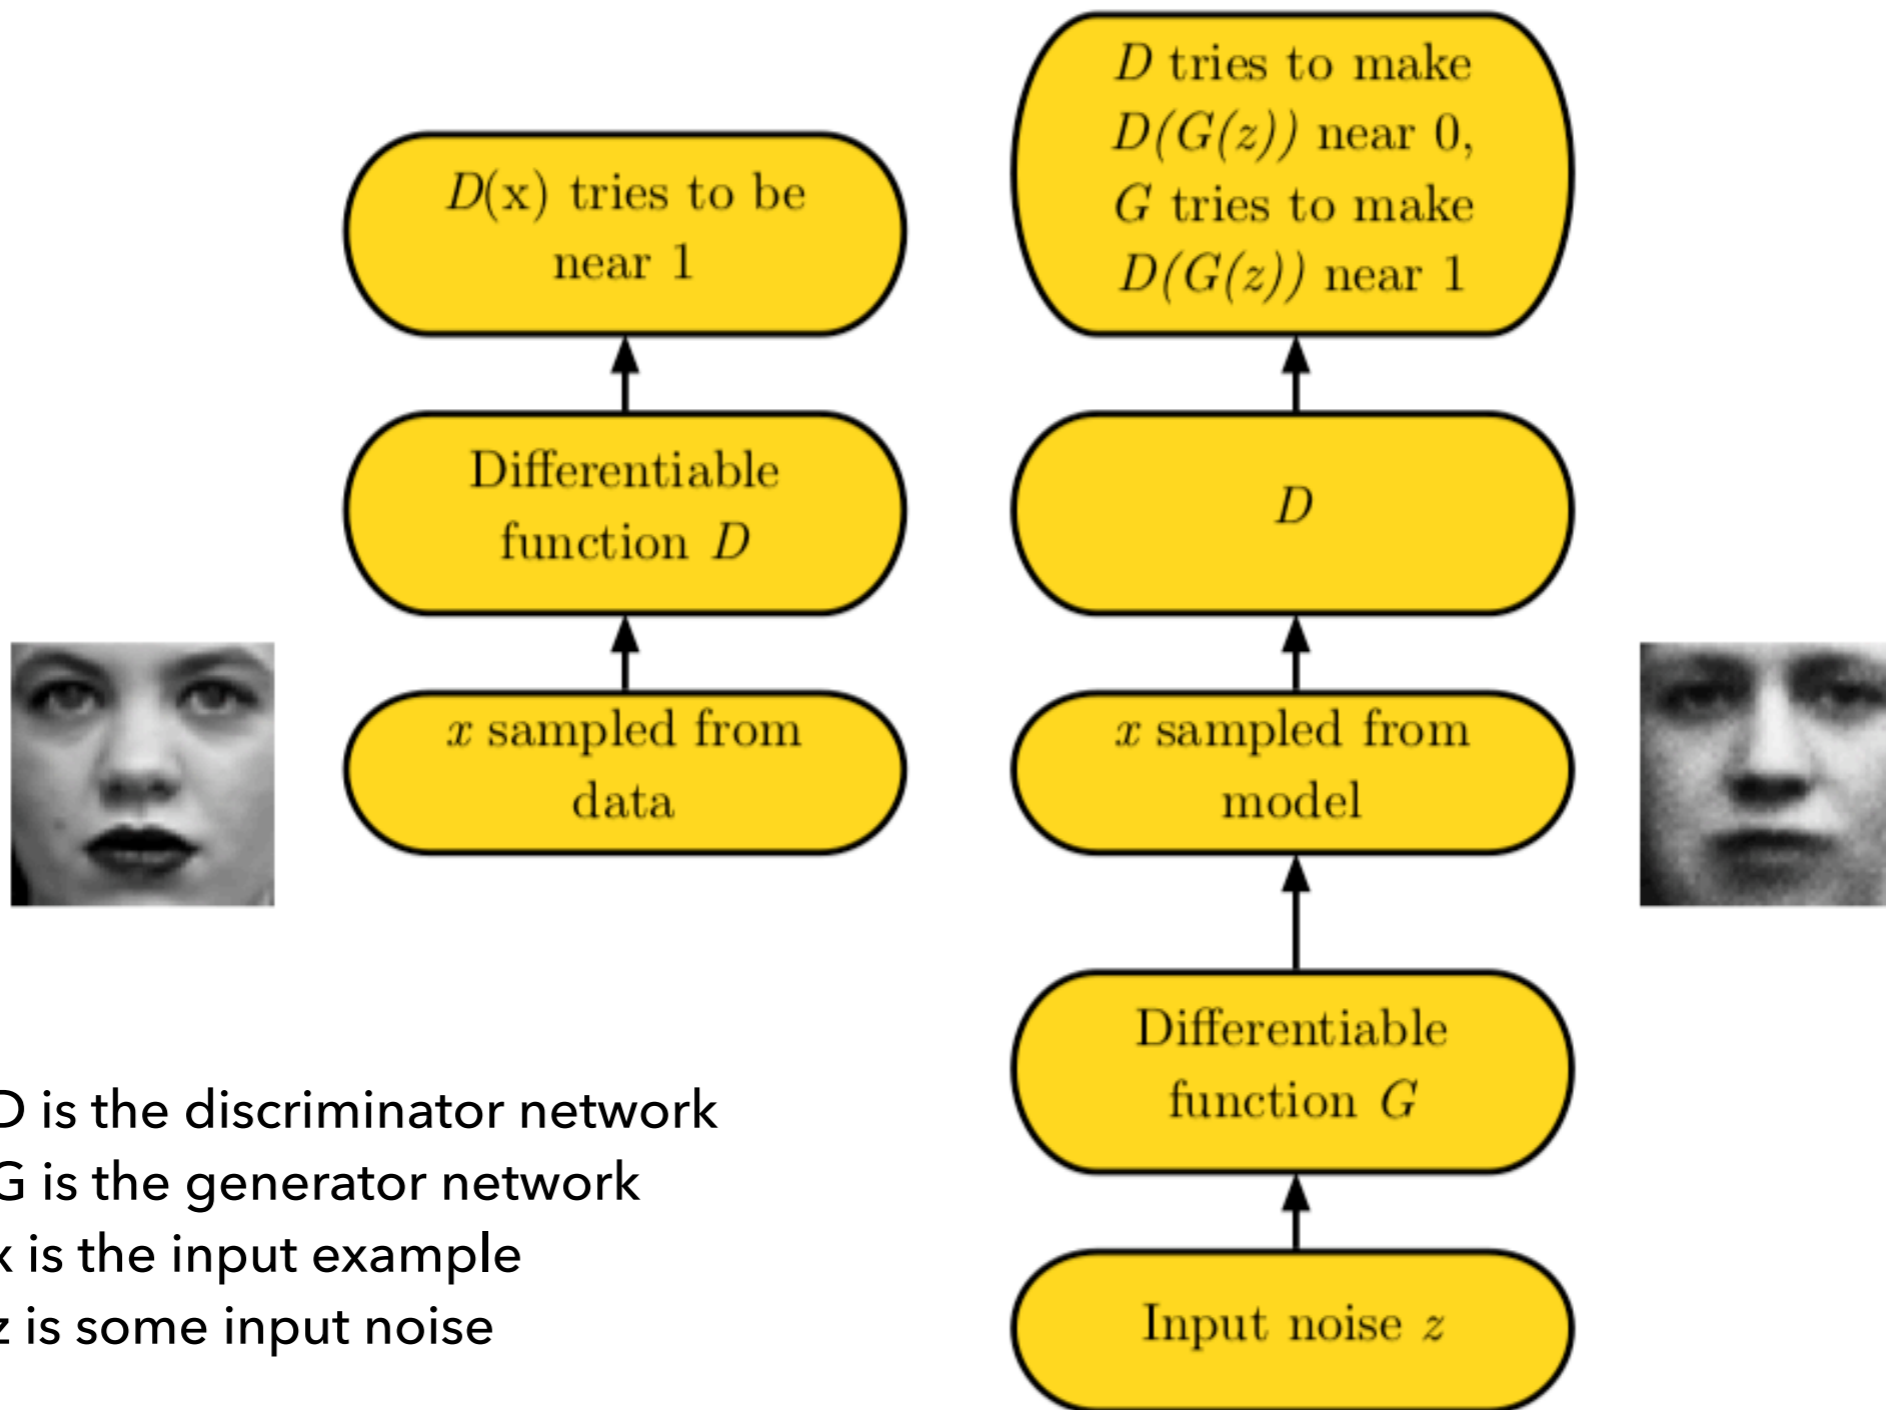 D(x) tries to be
near 1
Differentiable
function D
x sampled from
data
D tries to make
D(G(z)) near 0,
G tries to make
D(G(z)) near 1
D
x sampled from
model
Differentiable
function G
Input noise z
D is the discriminator network
G is the generator network
x is the input example
z is some input noise